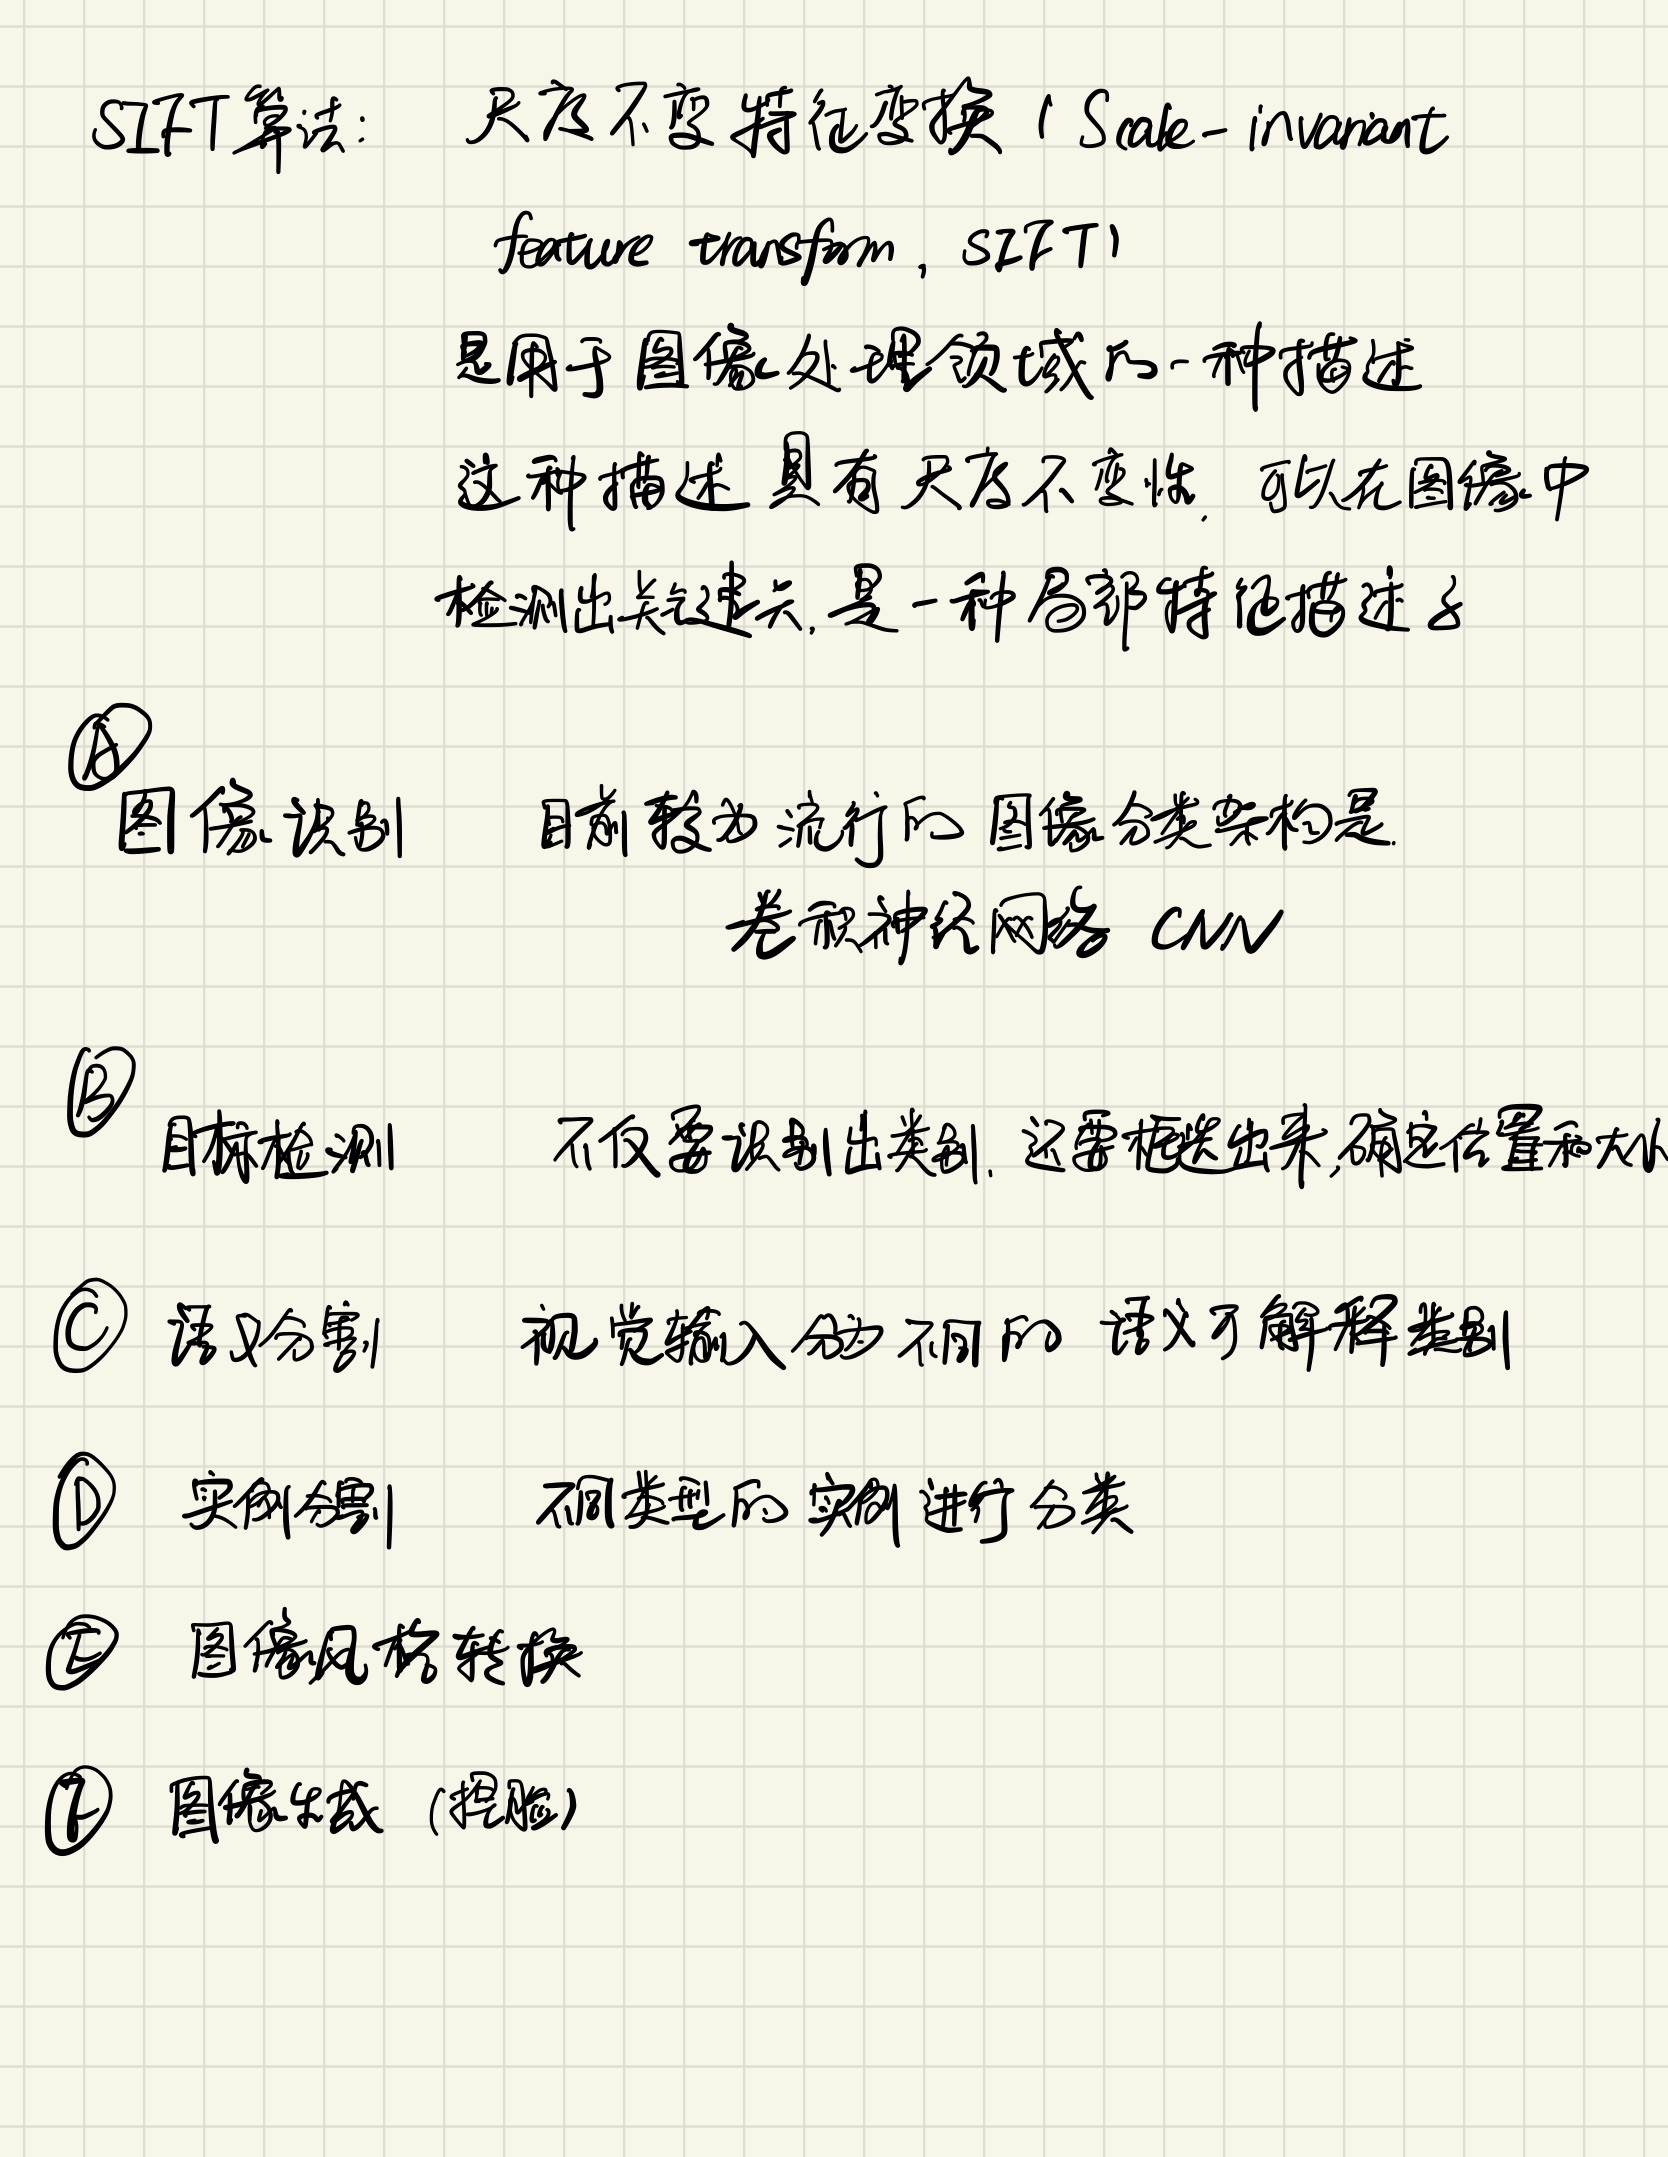 SIFT算法: 尺度不变特征变换 (Scale-invariant
feature transform, SIFT)
是用于图像处理领域的一种描述
这种描述具有尺度不变性, 可以在图像中
检测出关键点, 是一种局部特征描述子
Ⓐ
图像识别 目前较为流行的图像分类架构是
卷积神经网络 CNN
Ⓑ
目标检测 不仅要识别出类别, 还要框选出来,确定位置和大小
Ⓒ 语义分割 视觉输入分为不同的语义可解释类别
Ⓓ 实例分割 不同类型的实例进行分类
Ⓔ 图像风格转换
Ⓕ 图像生成 (捏脸)